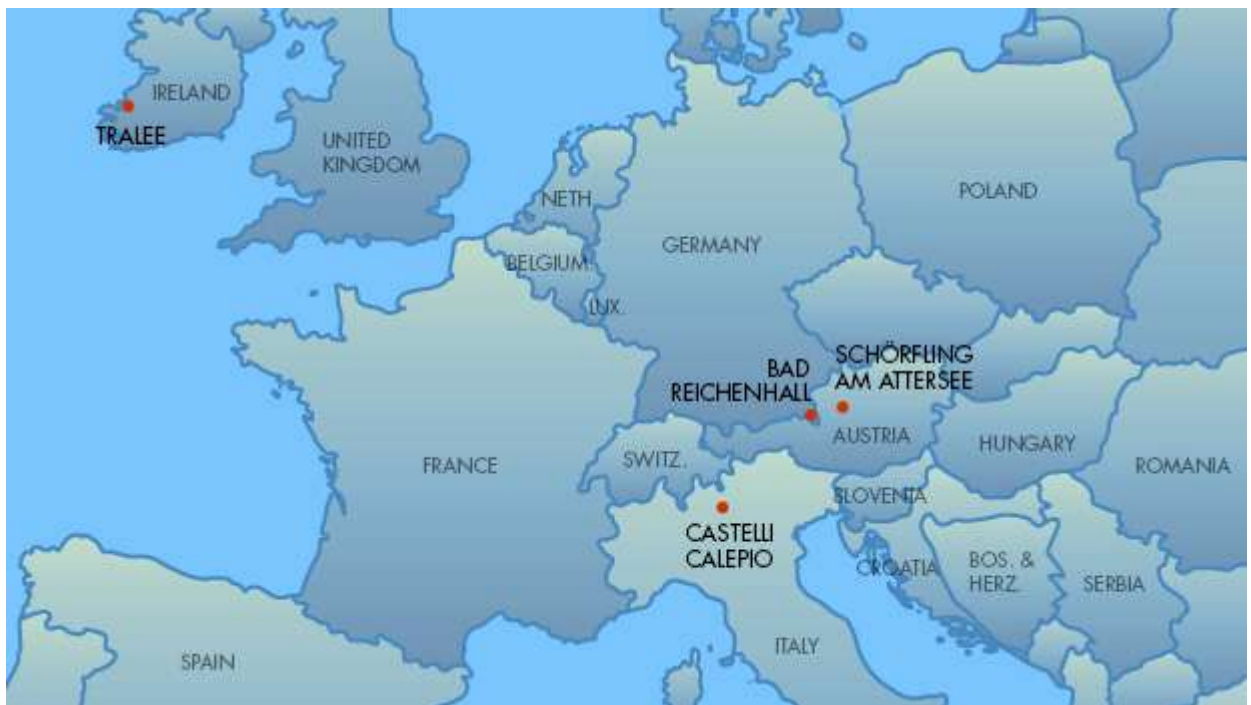 IRELAND
TRALEE
UNITED
KINGDOM
NETH.
POLAND
GERMANY
BELGIUM
LUX.
SCHÖRFLING
AM ATTERSEE
BAD
REICHENHALL
AUSTRIA
HUNGARY
FRANCE
SWITZ.
ROMANIA
SLOVENIA
CASTELLI
CALEPIO
CROATIA
BOS. &
HERZ.
SERBIA
ITALY
SPAIN